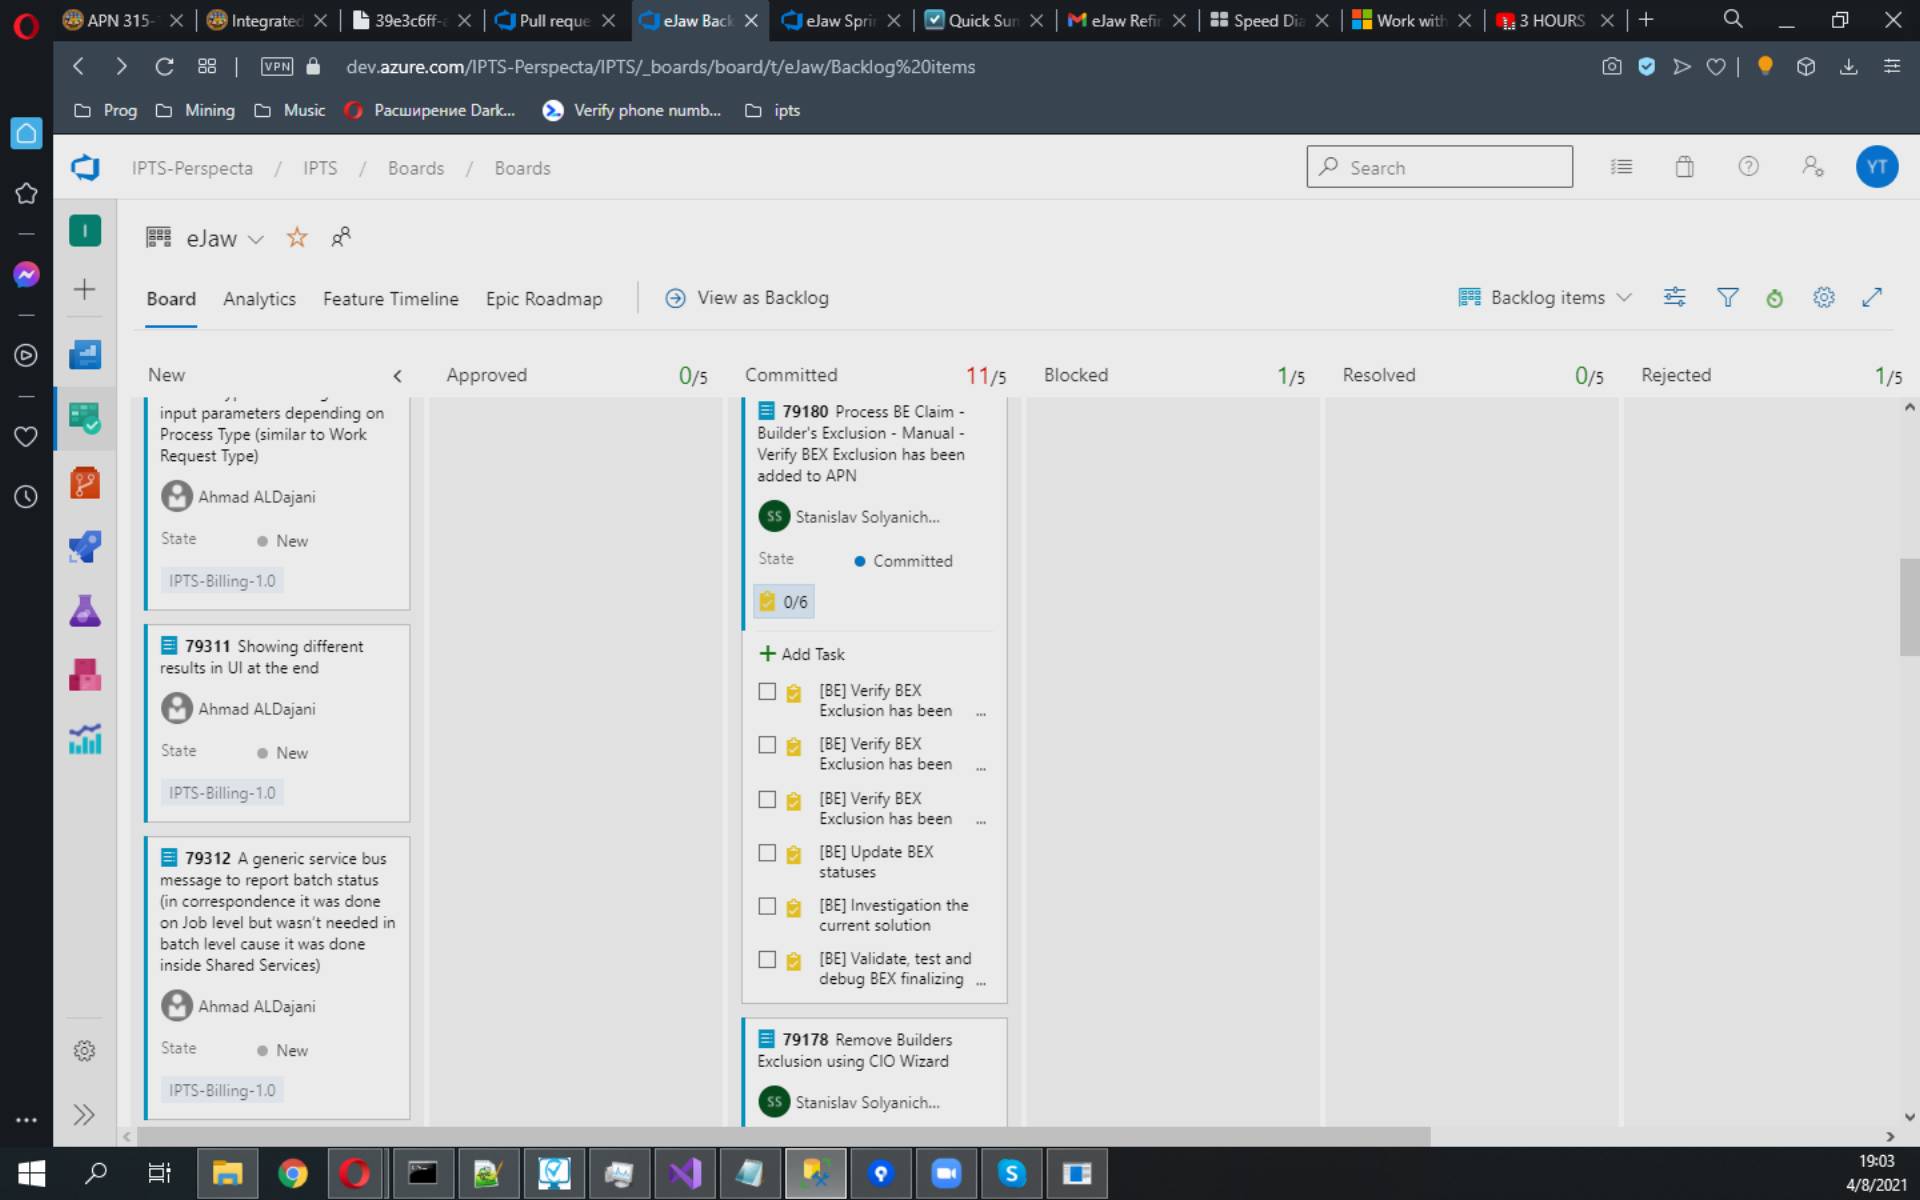 APN 315-
Integrated
39e3c6ff-a
Pull reque
eJaw Back
eJaw Sprin
Quick Sum
eJaw Refin
Speed Dia
Work with
3 HOURS
VPN
dev.azure.com/IPTS-Perspecta/IPTS/_boards/board/t/eJaw/Backlog%20items
Prog
Mining
Music
Расширение Dark...
Verify phone numb...
ipts
IPTS-Perspecta / IPTS / Boards / Boards
Search
YT
I
eJaw
Board
Analytics
Feature Timeline
Epic Roadmap
View as Backlog
Backlog items
New
Approved 0/5
Committed 11/5
Blocked 1/5
Resolved 0/5
Rejected 1/5
input parameters depending on
Process Type (similar to Work
Request Type)
Ahmad ALDajani
State New
IPTS-Billing-1.0
79311 Showing different
results in UI at the end
Ahmad ALDajani
State New
IPTS-Billing-1.0
79312 A generic service bus
message to report batch status
(in correspondence it was done
on Job level but wasn't needed in
batch level cause it was done
inside Shared Services)
Ahmad ALDajani
State New
IPTS-Billing-1.0
79180 Process BE Claim -
Builder's Exclusion - Manual -
Verify BEX Exclusion has been
added to APN
SS Stanislav Solyanich...
State Committed
0/6
Add Task
[BE] Verify BEX
Exclusion has been ...
[BE] Verify BEX
Exclusion has been ...
[BE] Verify BEX
Exclusion has been ...
[BE] Update BEX
statuses
[BE] Investigation the
current solution
[BE] Validate, test and
debug BEX finalizing ...
79178 Remove Builders
Exclusion using CIO Wizard
SS Stanislav Solyanich...
19:03
4/8/2021